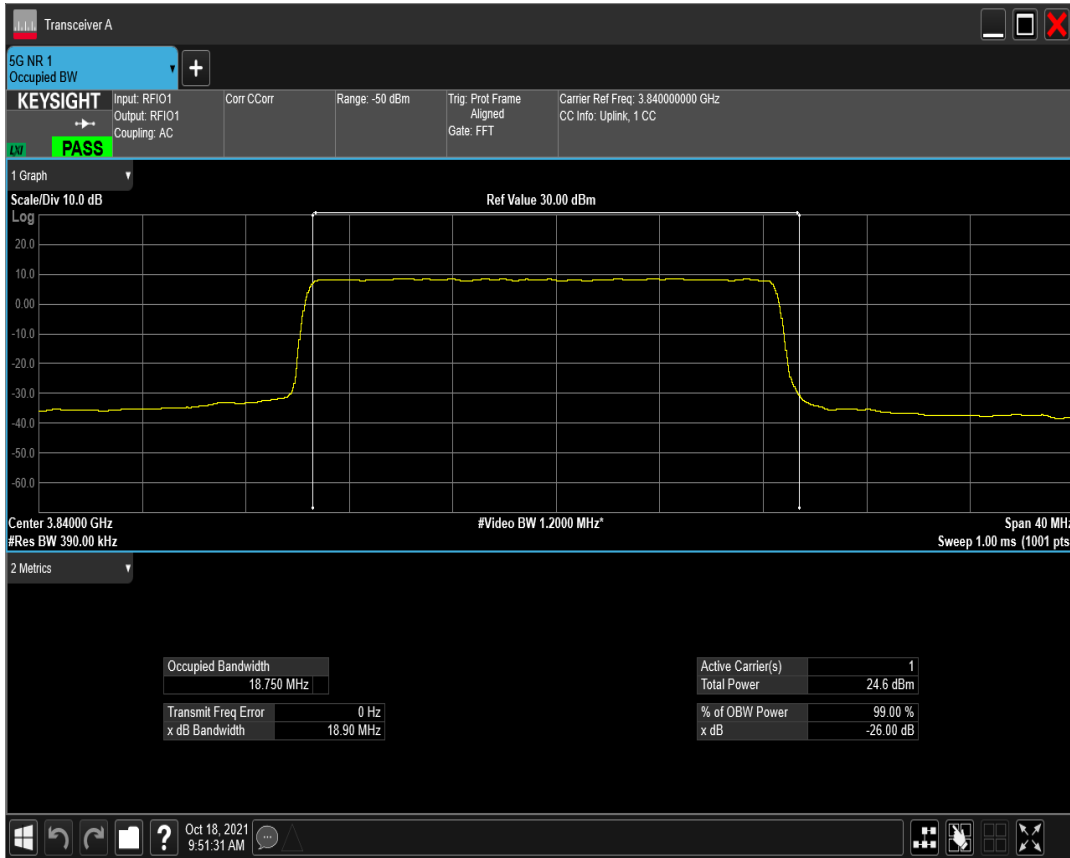 Transceiver A
5G NR 1
Occupied BW
KEYSIGHT
LXI
PASS
Input: RFIO1
Output: RFIO1
Coupling: AC
Corr CCorr
Range: -50 dBm
Trig: Prot Frame
Aligned
Gate: FFT
Carrier Ref Freq: 3.840000000 GHz
CC Info: Uplink, 1 CC
1 Graph
Scale/Div 10.0 dB
Ref Value 30.00 dBm
Log
20.0
10.0
0.00
-10.0
-20.0
-30.0
-40.0
-50.0
-60.0
Center 3.84000 GHz
#Video BW 1.2000 MHz*
Span 40 MHz
#Res BW 390.00 kHz
Sweep 1.00 ms (1001 pts
2 Metrics
Occupied Bandwidth
18.750 MHz
Transmit Freq Error 0 Hz
x dB Bandwidth 18.90 MHz
Active Carrier(s) 1
Total Power 24.6 dBm
% of OBW Power 99.00 %
x dB -26.00 dB
?
Oct 18, 2021
9:51:31 AM